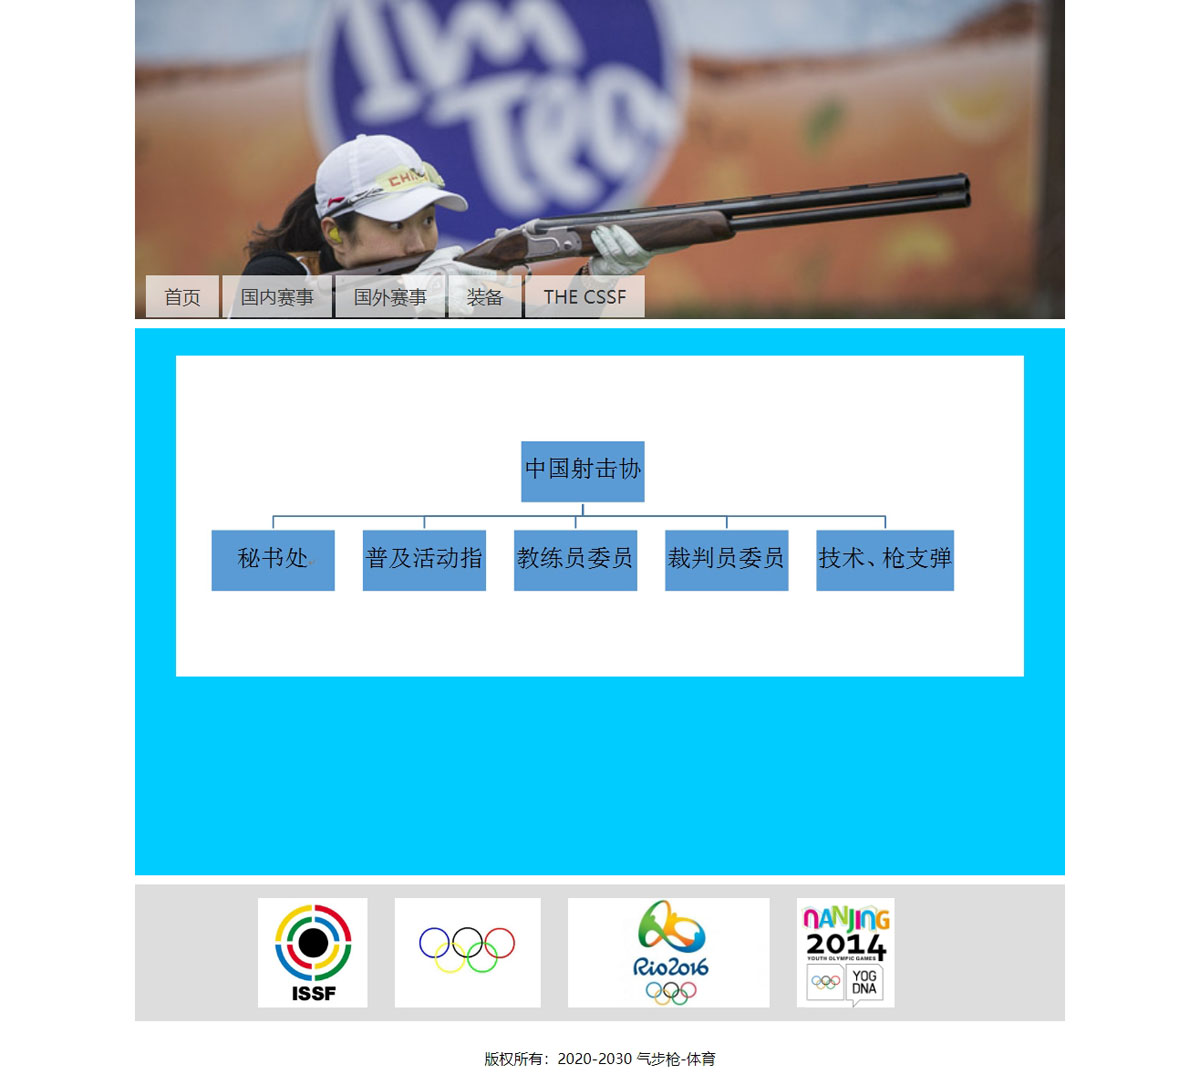 I'm
Tea
CHINA
首页
国内赛事
国外赛事
装备
THE CSSF
中国射击协
秘书处
普及活动指
教练员委员
裁判员委员
技术、枪支弹
ISSF
Rio2016
NANJING
2014
YOUTH OLYMPIC GAMES
YOG
DNA
版权所有：2020-2030 气步枪-体育